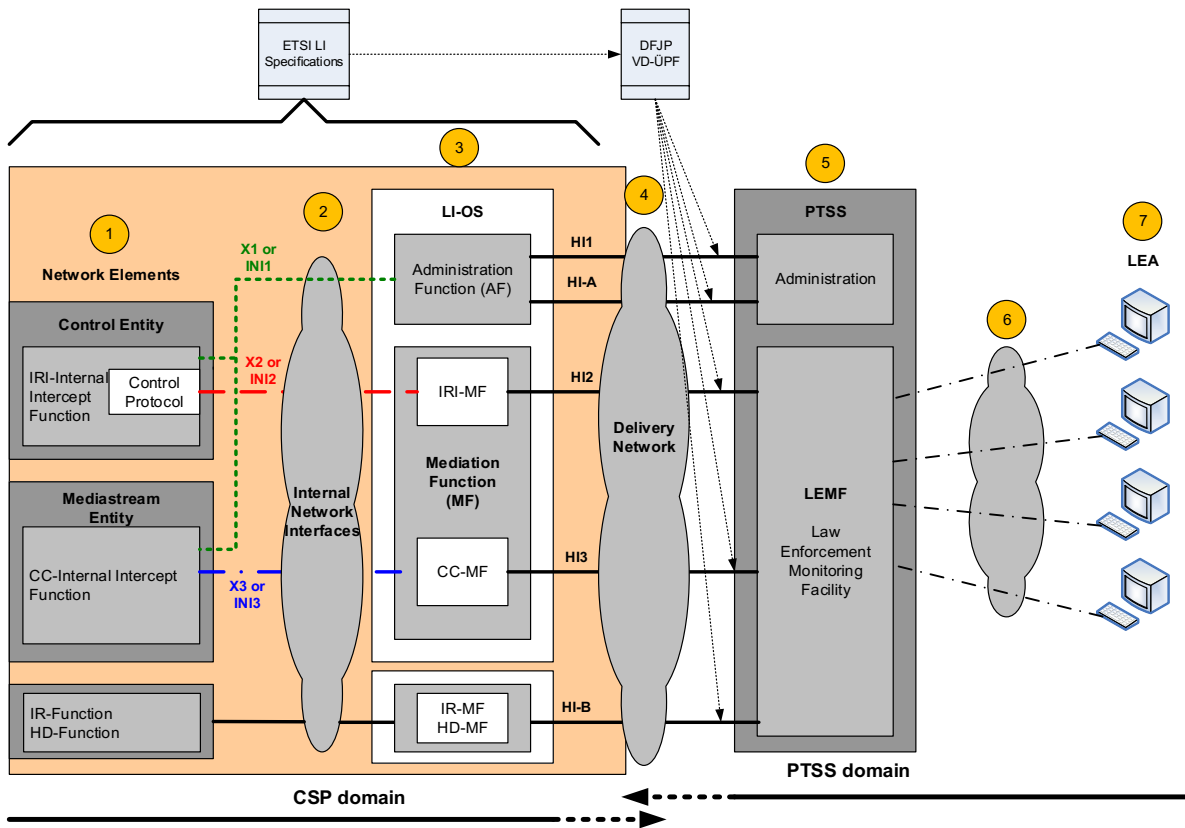 ETSI LI
Specifications
DFJP
VD-ÜPF
3
5
4
2
7
1
LI-OS
PTSS
LEA
Network Elements
X1 or
INI1
HI1
HI-A
Administration
Function (AF)
Administration
6
Control Entity
IRI-Internal
Intercept
Function
Control
Protocol
X2 or
INI2
IRI-MF
HI2
Delivery
Network
Mediation
Function
(MF)
Internal
Network
Interfaces
LEMF
Law
Enforcement
Monitoring
Facility
Mediastream
Entity
CC-Internal Intercept
Function
X3 or
INI3
CC-MF
HI3
IR-Function
HD-Function
IR-MF
HD-MF
HI-B
PTSS domain
CSP domain